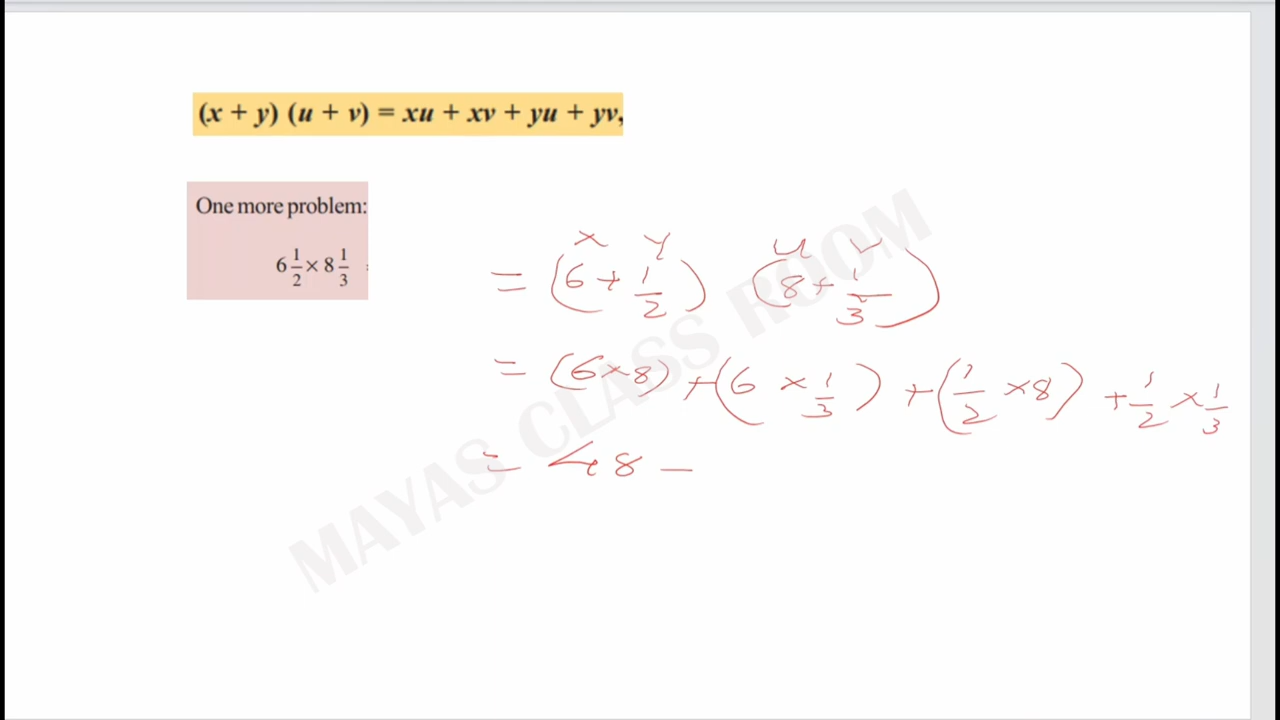 (x + y) (u + v) = xu + xv + yu + yv,
One more problem:
6 1/2 × 8 1/3 =
x y u v
= (6 + 1/2) (8 + 1/3)
= (6 × 8) + (6 × 1/3) + (1/2 × 8) + 1/2 × 1/3
= 48 –
MAYAS CLASS ROOM